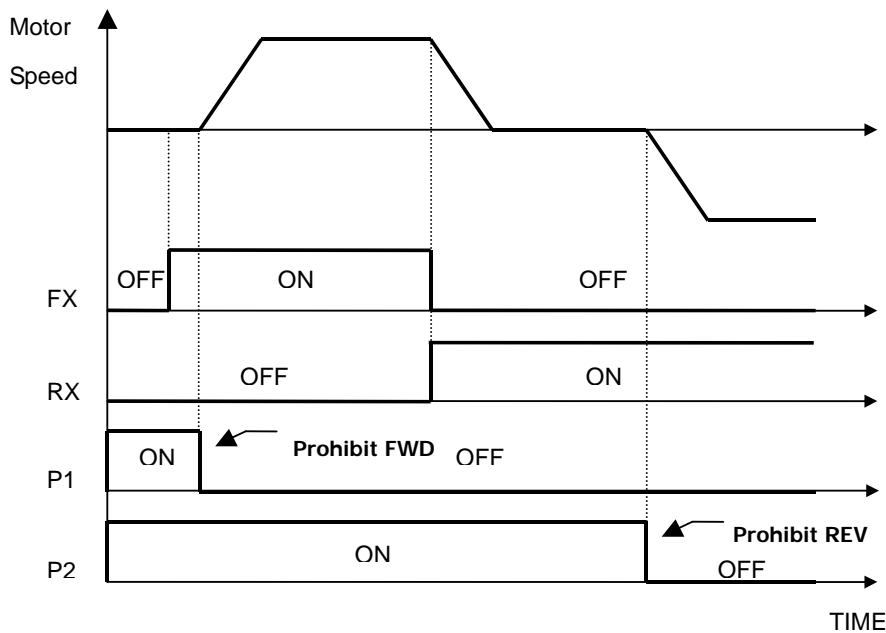 Motor
Speed
OFF
ON
OFF
FX
OFF
ON
RX
ON
Prohibit FWD
OFF
P1
Prohibit REV
ON
OFF
P2
TIME